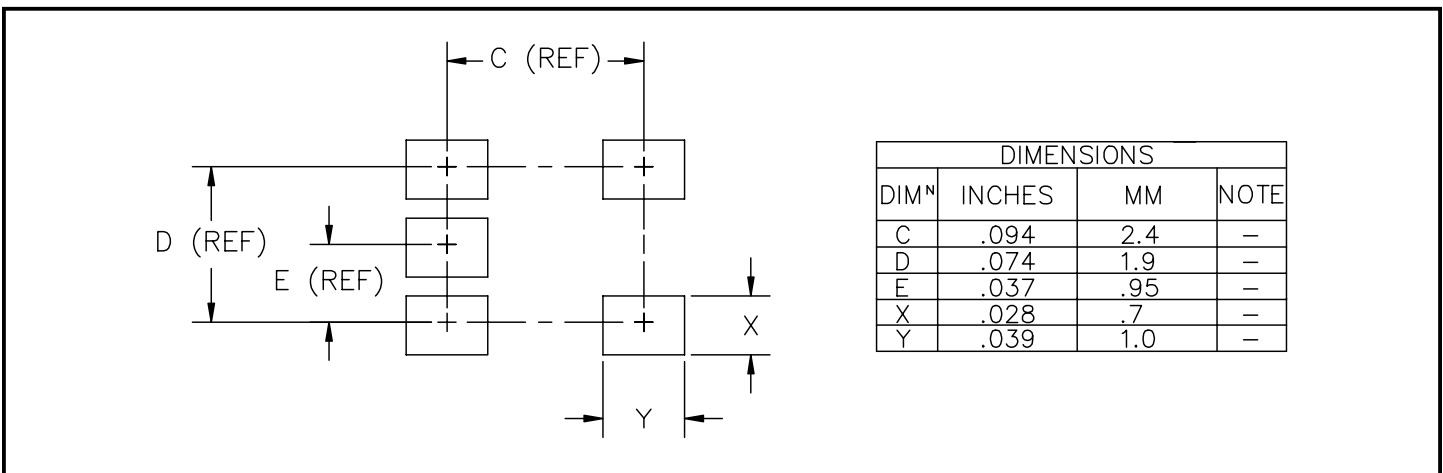 C (REF)
D (REF)
E (REF)
X
Y
DIMENSIONS
DIMᴺ INCHES MM NOTE
C .094 2.4 –
D .074 1.9 –
E .037 .95 –
X .028 .7 –
Y .039 1.0 –